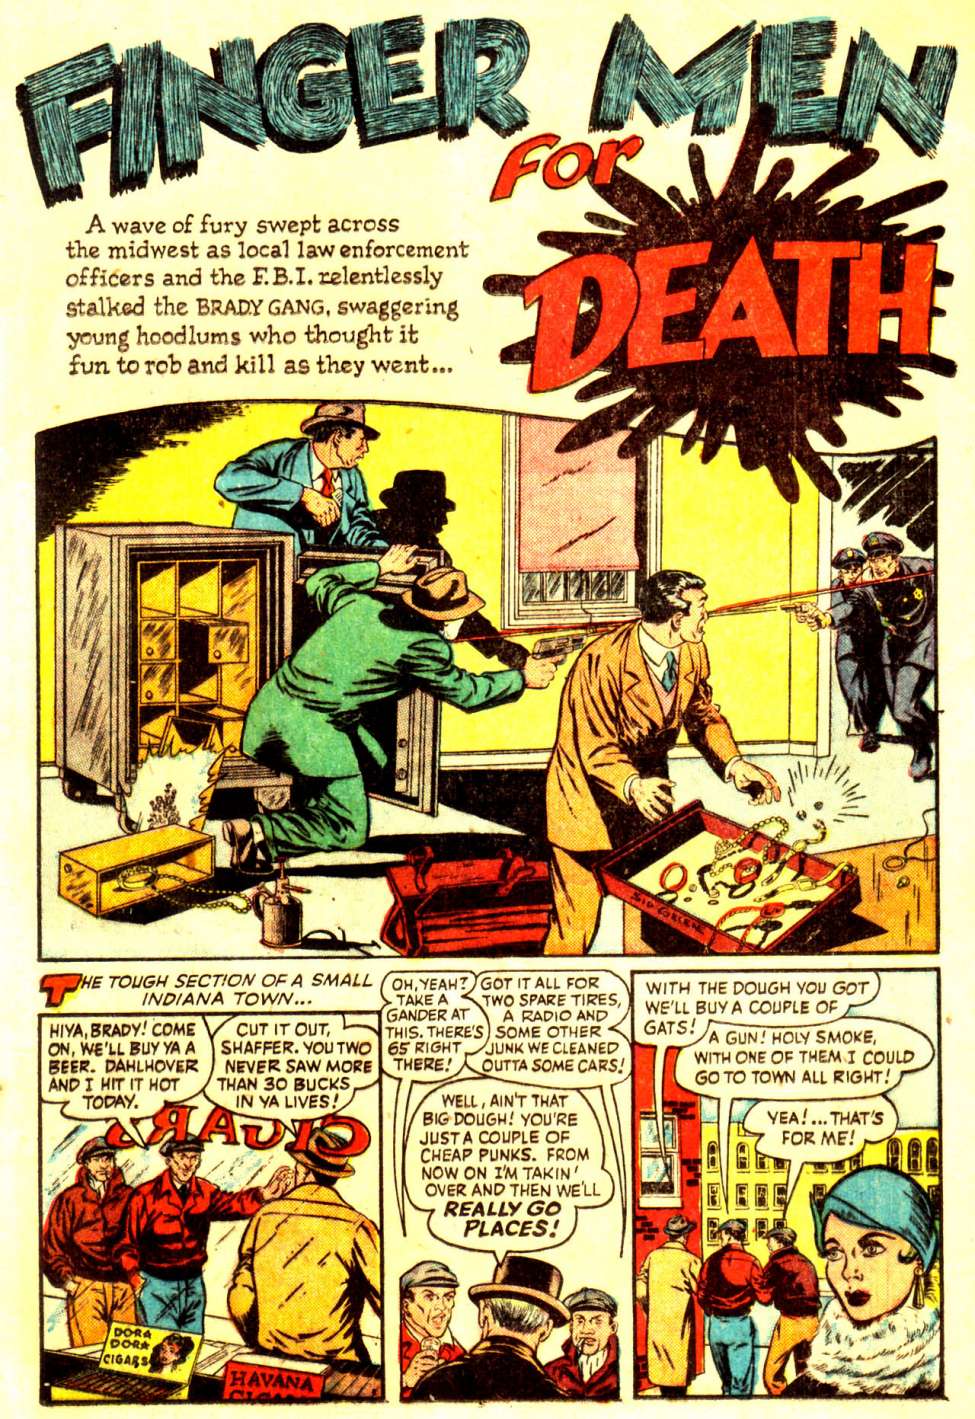 FINGER MEN
For
DEATH
A wave of fury swept across
the midwest as local law enforcement
officers and the F.B.I. relentlessly
stalked the BRADY GANG, swaggering
young hoodlums who thought it
fun to rob and kill as they went...
THE TOUGH SECTION OF A SMALL
INDIANA TOWN...
HIYA, BRADY! COME
ON, WE'LL BUY YA A
BEER. DAHLHOVER
AND I HIT IT HOT
TODAY.
CUT IT OUT,
SHAFFER. YOU TWO
NEVER SAW MORE
THAN 30 BUCKS
IN YA LIVES!
CIGARS
DORA
DORA
CIGARS
HAVANA
CIGARS
OH, YEAH?
TAKE A
GANDER AT
THIS. THERE'S
65 RIGHT
THERE!
GOT IT ALL FOR
TWO SPARE TIRES,
A RADIO AND
SOME OTHER
JUNK WE CLEANED
OUTTA SOME CARS!
WELL, AIN'T THAT
BIG DOUGH! YOU'RE
JUST A COUPLE OF
CHEAP PUNKS. FROM
NOW ON I'M TAKIN'
OVER AND THEN WE'LL
REALLY GO
PLACES!
WITH THE DOUGH YOU GOT
WE'LL BUY A COUPLE OF
GATS!
A GUN! HOLY SMOKE,
WITH ONE OF THEM I COULD
GO TO TOWN ALL RIGHT!
YEA!...THAT'S
FOR ME!